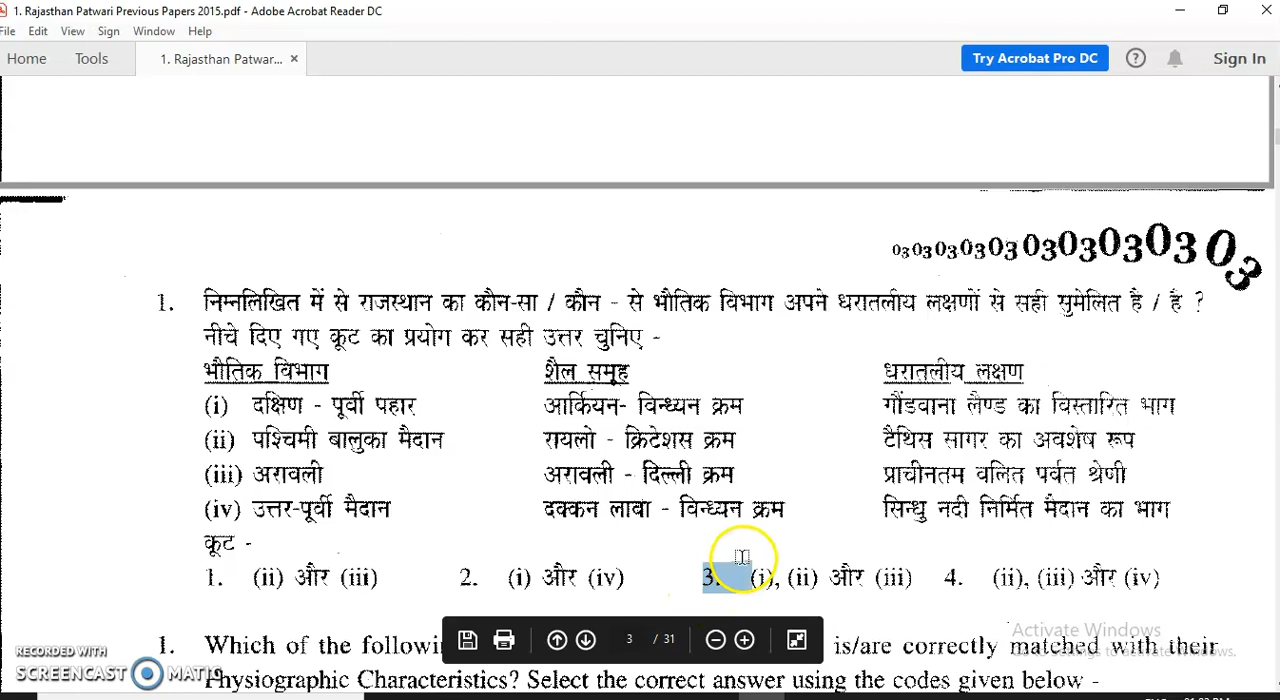 1. Rajasthan Patwari Previous Papers 2015.pdf - Adobe Acrobat Reader DC
File Edit View Sign Window Help
Home Tools 1. Rajasthan Patwar... × Try Acrobat Pro DC ? Sign In
030303030303030303
1. निम्नलिखित में से राजस्थान का कौन-सा / कौन - से भौतिक विभाग अपने धरातलीय लक्षणों से सही सुमेलित है / हैं ?
नीचे दिए गए कूट का प्रयोग कर सही उत्तर चुनिए -
भौतिक विभाग शैल समूह धरातलीय लक्षण
(i) दक्षिण - पूर्वी पहार आर्कियन- विन्ध्यन क्रम गौंडवाना लैण्ड का विस्तारित भाग
(ii) पश्चिमी बालुका मैदान रायलो - क्रिटेशस क्रम टैथिस सागर का अवशेष रूप
(iii) अरावली अरावली - दिल्ली क्रम प्राचीनतम वलित पर्वत श्रेणी
(iv) उत्तर-पूर्वी मैदान दक्कन लाबा - विन्ध्यन क्रम सिन्धु नदी निर्मित मैदान का भाग
कूट -
1. (ii) और (iii) 2. (i) और (iv) 3. (i), (ii) और (iii) 4. (ii), (iii) और (iv)
3 / 31
Activate Windows
1. Which of the following is/are correctly matched with their
Physiographic Characteristics? Select the correct answer using the codes given below -
RECORDED WITH
SCREENCAST MATIC